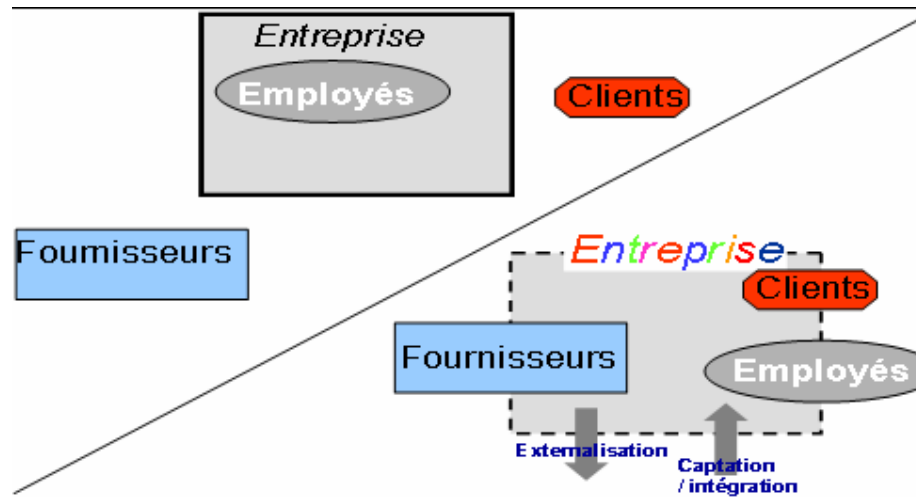 Entreprise
Employés
Clients
Fournisseurs
Entreprise
Clients
Fournisseurs
Employés
Externalisation
Captation
/ intégration